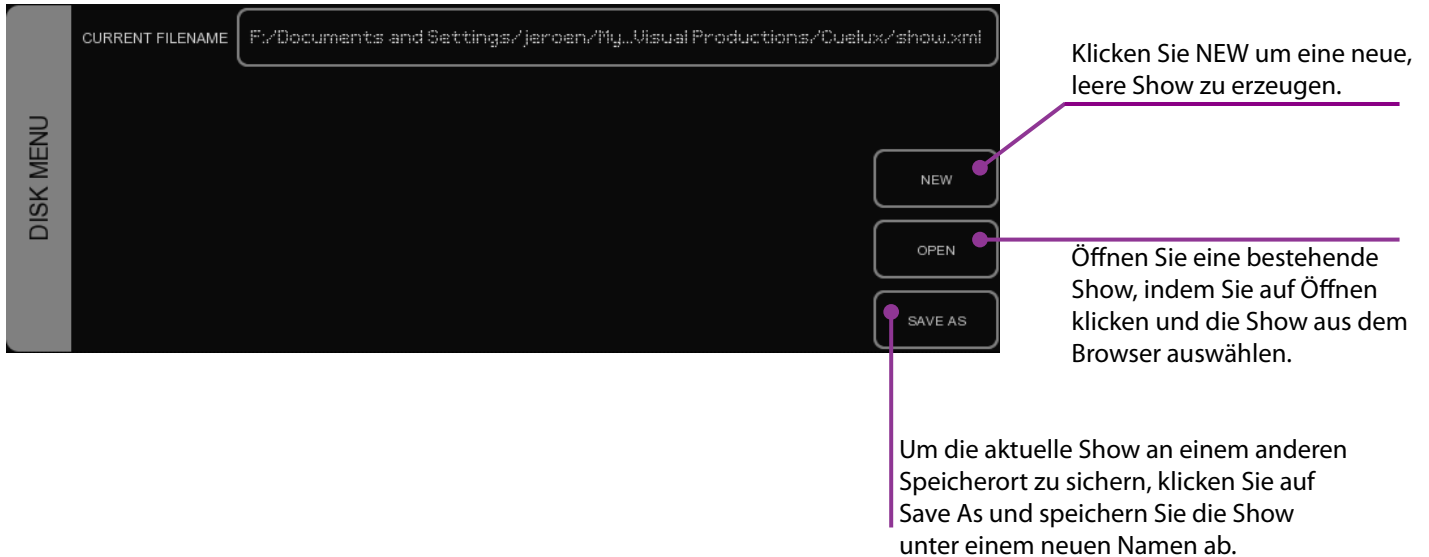 CURRENT FILENAME
F:/Documents and Settings/jeroen/My...Visual Productions/Cuelux/show.xml
DISK MENU
Klicken Sie NEW um eine neue,
leere Show zu erzeugen.
NEW
OPEN
Öffnen Sie eine bestehende
Show, indem Sie auf Öffnen
klicken und die Show aus dem
Browser auswählen.
SAVE AS
Um die aktuelle Show an einem anderen
Speicherort zu sichern, klicken Sie auf
Save As und speichern Sie die Show
unter einem neuen Namen ab.